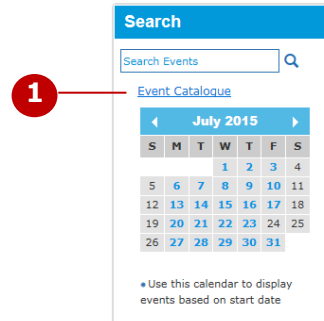 Search
Search Events
1
Event Catalogue
July 2015
S M T W T F S
1 2 3 4
5 6 7 8 9 10 11
12 13 14 15 16 17 18
19 20 21 22 23 24 25
26 27 28 29 30 31
• Use this calendar to display
events based on start date